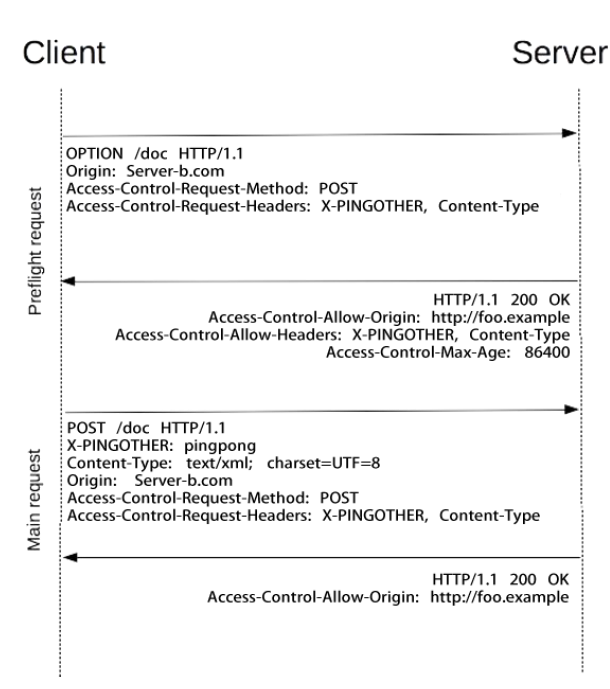 Client
Server
Preflight request
OPTION /doc HTTP/1.1
Origin: Server-b.com
Access-Control-Request-Method: POST
Access-Control-Request-Headers: X-PINGOTHER, Content-Type
HTTP/1.1 200 OK
Access-Control-Allow-Origin: http://foo.example
Access-Control-Allow-Headers: X-PINGOTHER, Content-Type
Access-Control-Max-Age: 86400
Main request
POST /doc HTTP/1.1
X-PINGOTHER: pingpong
Content-Type: text/xml; charset=UTF=8
Origin: Server-b.com
Access-Control-Request-Method: POST
Access-Control-Request-Headers: X-PINGOTHER, Content-Type
HTTP/1.1 200 OK
Access-Control-Allow-Origin: http://foo.example